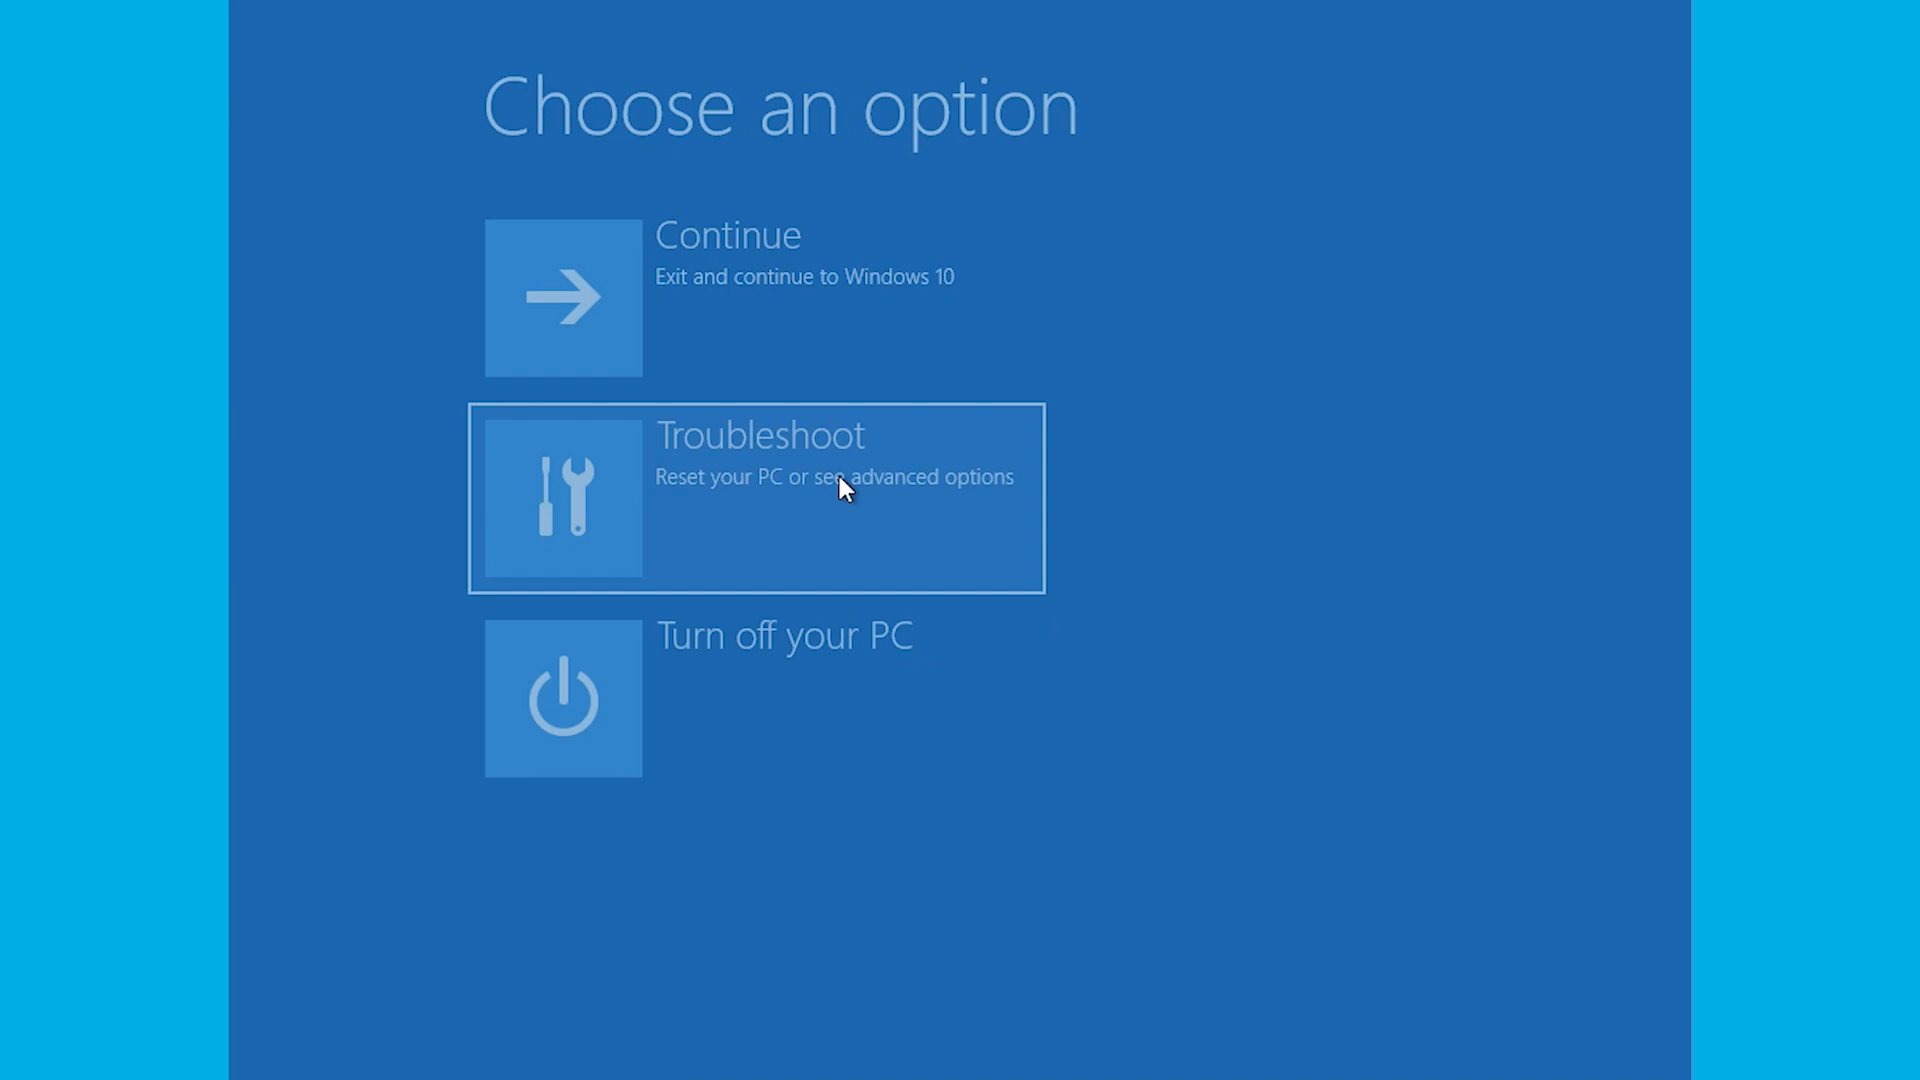 Choose an option
Continue
Exit and continue to Windows 10
Troubleshoot
Reset your PC or see advanced options
Turn off your PC